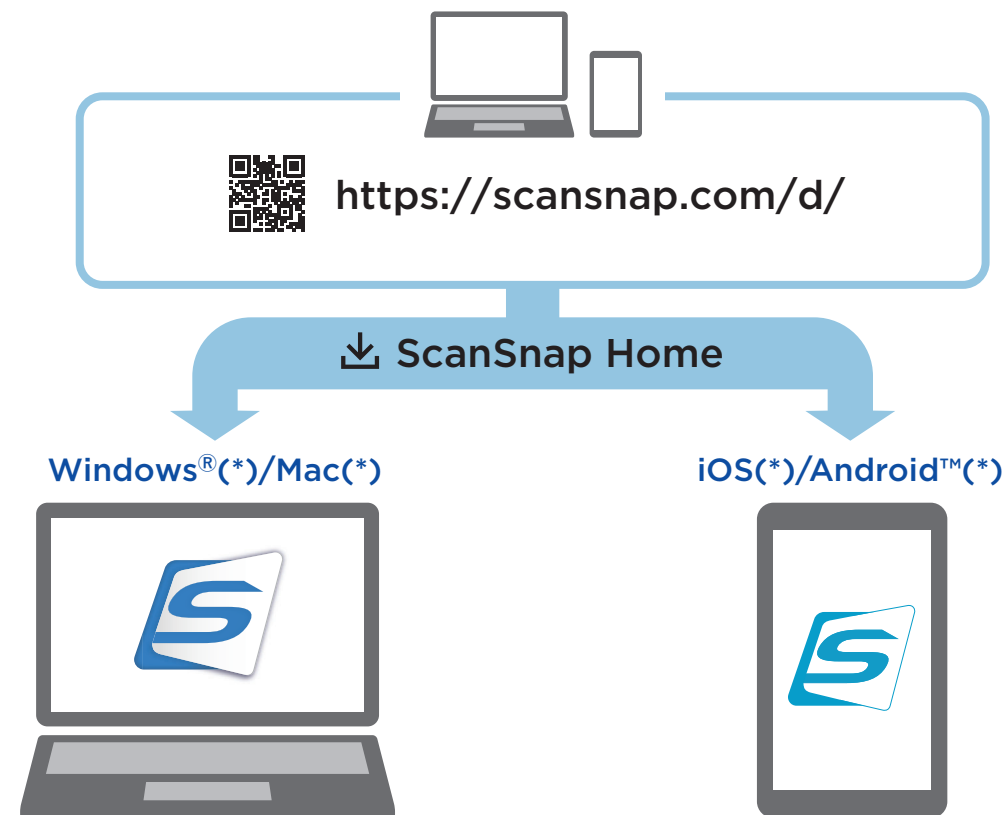 https://scansnap.com/d/
ScanSnap Home
Windows®(*)/Mac(*)
iOS(*)/Android™(*)
S
S